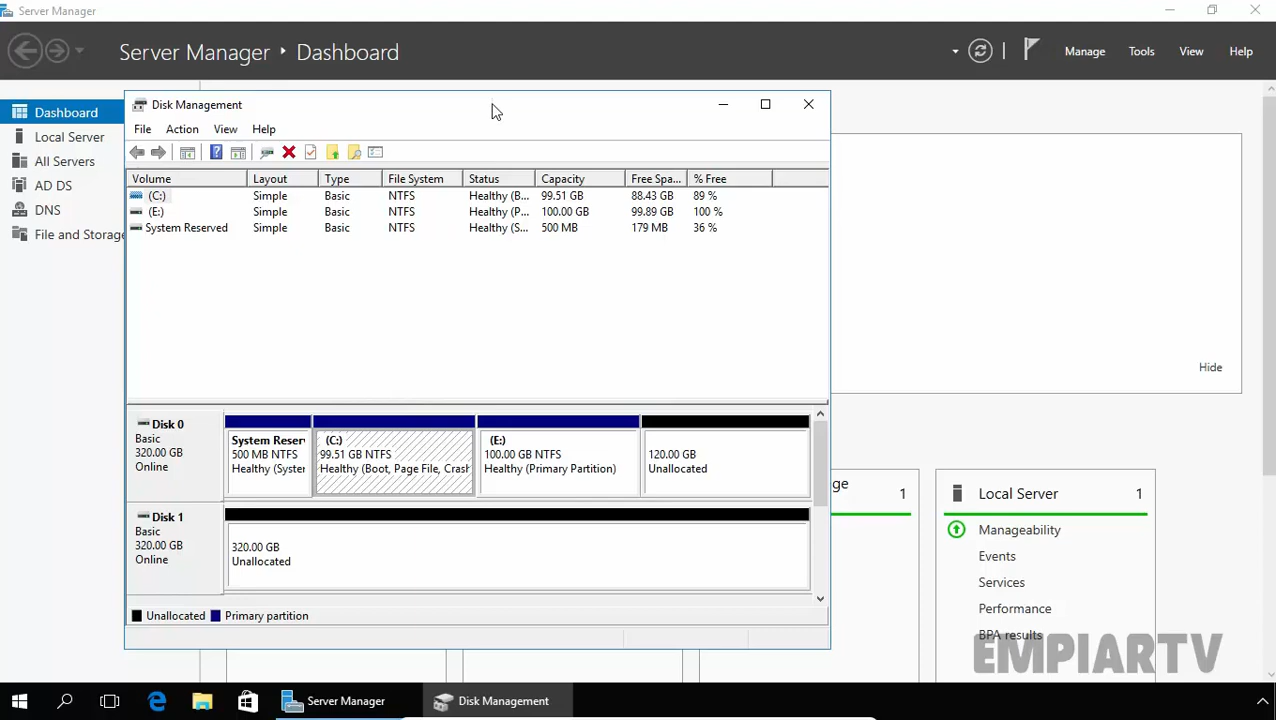 Server Manager
Server Manager ‣ Dashboard
Manage Tools View Help
Dashboard
Local Server
All Servers
AD DS
DNS
File and Storage
Disk Management
File Action View Help
Volume Layout Type File System Status Capacity Free Spa... % Free
(C:) Simple Basic NTFS Healthy (B... 99.51 GB 88.43 GB 89 %
(E:) Simple Basic NTFS Healthy (P... 100.00 GB 99.89 GB 100 %
System Reserved Simple Basic NTFS Healthy (S... 500 MB 179 MB 36 %
Disk 0
Basic
320.00 GB
Online
System Reser
500 MB NTFS
Healthy (Syster
(C:)
99.51 GB NTFS
Healthy (Boot, Page File, Crash
(E:)
100.00 GB NTFS
Healthy (Primary Partition)
120.00 GB
Unallocated
Disk 1
Basic
320.00 GB
Online
320.00 GB
Unallocated
Unallocated Primary partition
Hide
ge 1
Local Server 1
Manageability
Events
Services
Performance
BPA results
EMPIARTV
Server Manager
Disk Management